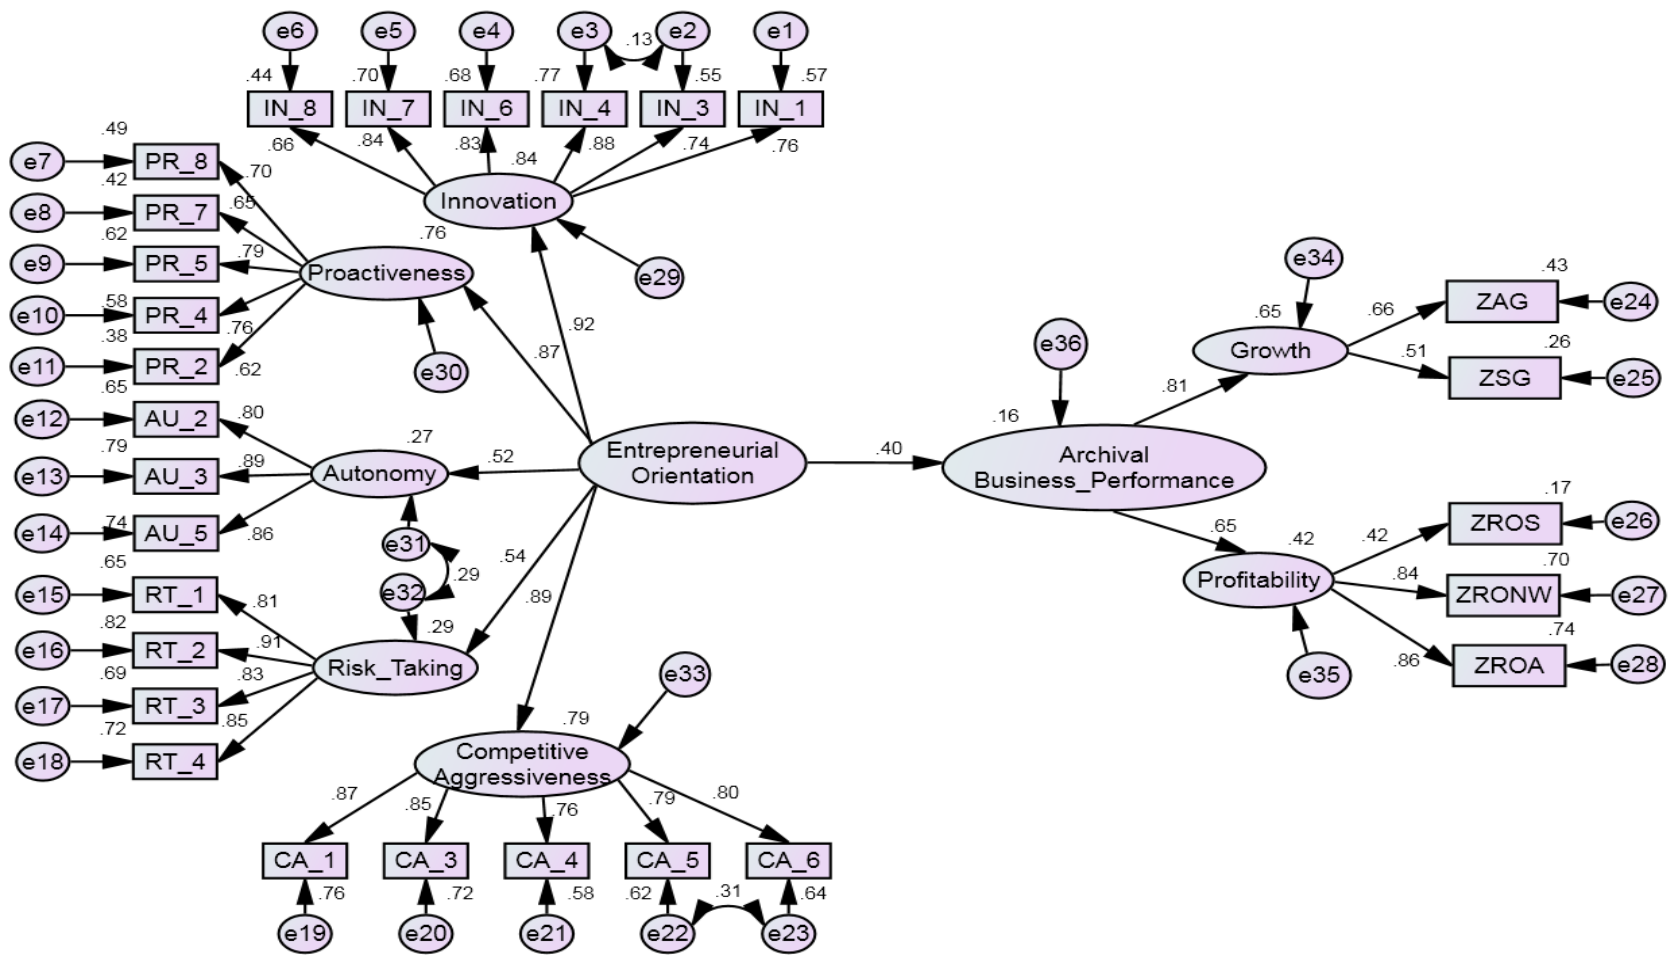 e6 e5 e4 e3 .13 e2 e1
.44 .70 .68 .77 .55 .57
IN_8 IN_7 IN_6 IN_4 IN_3 IN_1
.66 .84 .83 .88 .74 .76
.84
Innovation
e29
.49
e7 PR_8 .70
.42
e8 PR_7 .65
.62
e9 PR_5 .79
.58
e10 PR_4 .76
.38
e11 PR_2 .62
.76
Proactiveness
e30
.92
.87
.65
e12 AU_2 .80
.79
e13 AU_3 .89
.74
e14 AU_5 .86
.27
Autonomy
.52
e31
.29
e32
.65
e15 RT_1 .81
.82
e16 RT_2 .91
.69
e17 RT_3 .83
.72
e18 RT_4 .85
.29
Risk_Taking
.54
.89
Entrepreneurial
Orientation
.40
e36
.16
Archival
Business_Performance
.81
.65
e34
.65
Growth
.66
.51
.43
ZAG e24
.26
ZSG e25
.42
Profitability
e35
.42
.84
.86
.17
ZROS e26
.70
ZRONW e27
.74
ZROA e28
e33
.79
Competitive
Aggressiveness
.87 .85 .76 .79 .80
CA_1 CA_3 CA_4 CA_5 CA_6
.76 .72 .58 .62 .31 .64
e19 e20 e21 e22 e23